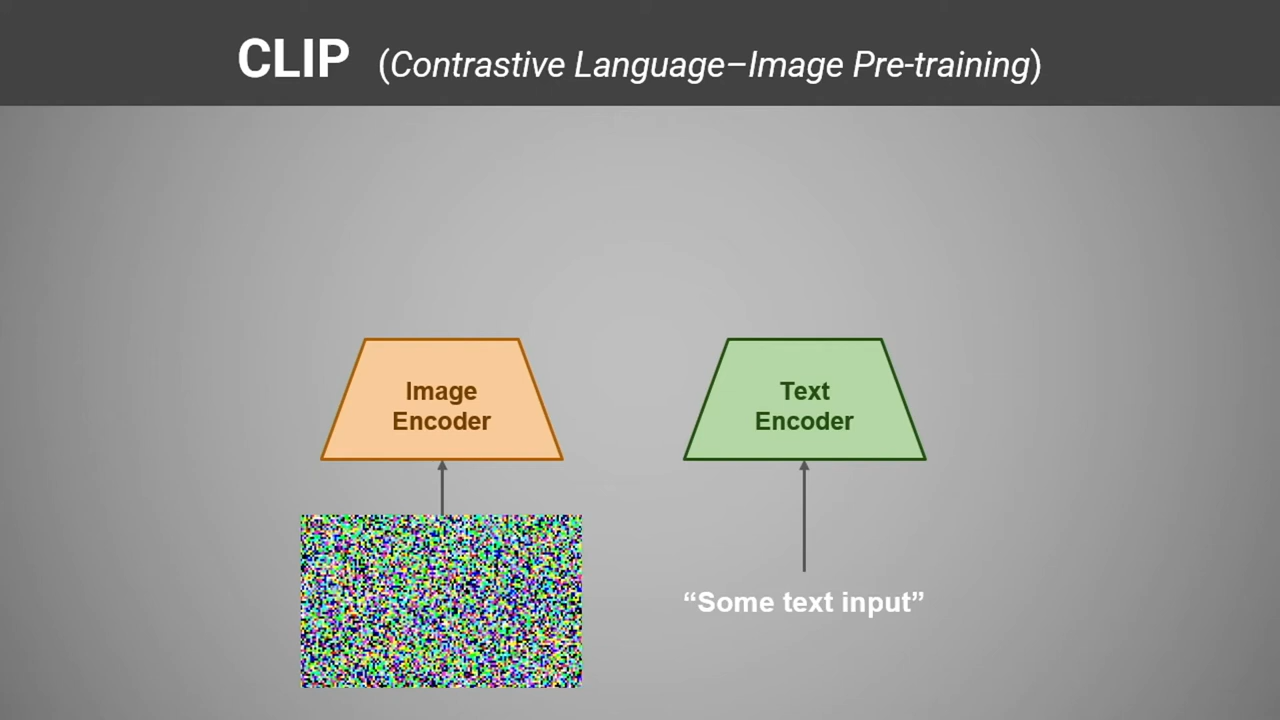 CLIP (Contrastive Language–Image Pre-training)
Image
Encoder
Text
Encoder
“Some text input”